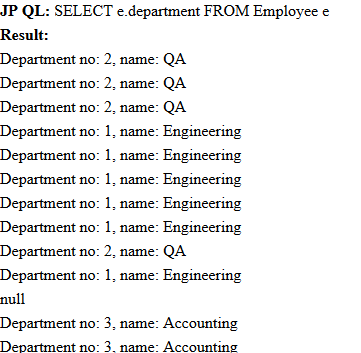 JP QL: SELECT e.department FROM Employee e
Result:
Department no: 2, name: QA
Department no: 2, name: QA
Department no: 2, name: QA
Department no: 1, name: Engineering
Department no: 1, name: Engineering
Department no: 1, name: Engineering
Department no: 1, name: Engineering
Department no: 1, name: Engineering
Department no: 2, name: QA
Department no: 1, name: Engineering
null
Department no: 3, name: Accounting
Department no: 3, name: Accounting